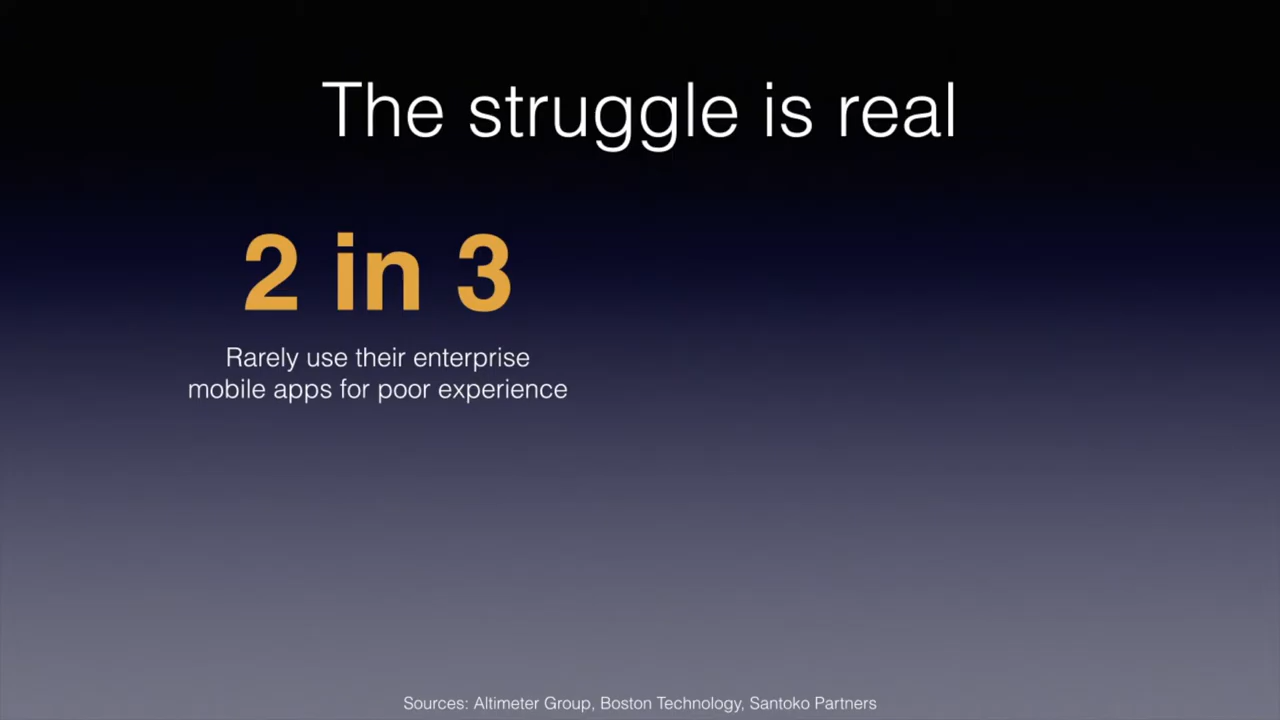 The struggle is real
2 in 3
Rarely use their enterprise
mobile apps for poor experience
Sources: Altimeter Group, Boston Technology, Santoko Partners